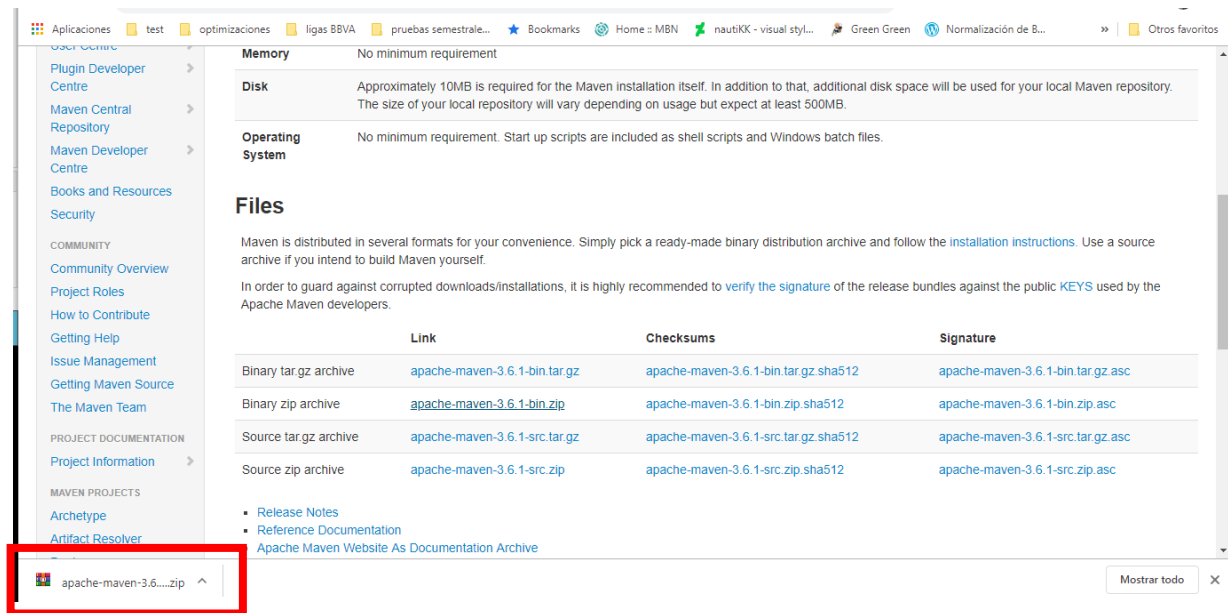 Aplicaciones test optimizaciones ligas BBVA pruebas semestrale... Bookmarks Home :: MBN nautiKK - visual styl... Green Green Normalización de B... » Otros favoritos
User Centre
Plugin Developer
Centre
Maven Central
Repository
Maven Developer
Centre
Books and Resources
Security
COMMUNITY
Community Overview
Project Roles
How to Contribute
Getting Help
Issue Management
Getting Maven Source
The Maven Team
PROJECT DOCUMENTATION
Project Information
MAVEN PROJECTS
Archetype
Artifact Resolver
Memory No minimum requirement
Disk Approximately 10MB is required for the Maven installation itself. In addition to that, additional disk space will be used for your local Maven repository.
The size of your local repository will vary depending on usage but expect at least 500MB.
Operating No minimum requirement. Start up scripts are included as shell scripts and Windows batch files.
System
Files
Maven is distributed in several formats for your convenience. Simply pick a ready-made binary distribution archive and follow the installation instructions. Use a source
archive if you intend to build Maven yourself.
In order to guard against corrupted downloads/installations, it is highly recommended to verify the signature of the release bundles against the public KEYS used by the
Apache Maven developers.
Link Checksums Signature
Binary tar.gz archive apache-maven-3.6.1-bin.tar.gz apache-maven-3.6.1-bin.tar.gz.sha512 apache-maven-3.6.1-bin.tar.gz.asc
Binary zip archive apache-maven-3.6.1-bin.zip apache-maven-3.6.1-bin.zip.sha512 apache-maven-3.6.1-bin.zip.asc
Source tar.gz archive apache-maven-3.6.1-src.tar.gz apache-maven-3.6.1-src.tar.gz.sha512 apache-maven-3.6.1-src.tar.gz.asc
Source zip archive apache-maven-3.6.1-src.zip apache-maven-3.6.1-src.zip.sha512 apache-maven-3.6.1-src.zip.asc
Release Notes
Reference Documentation
Apache Maven Website As Documentation Archive
apache-maven-3.6.....zip
Mostrar todo